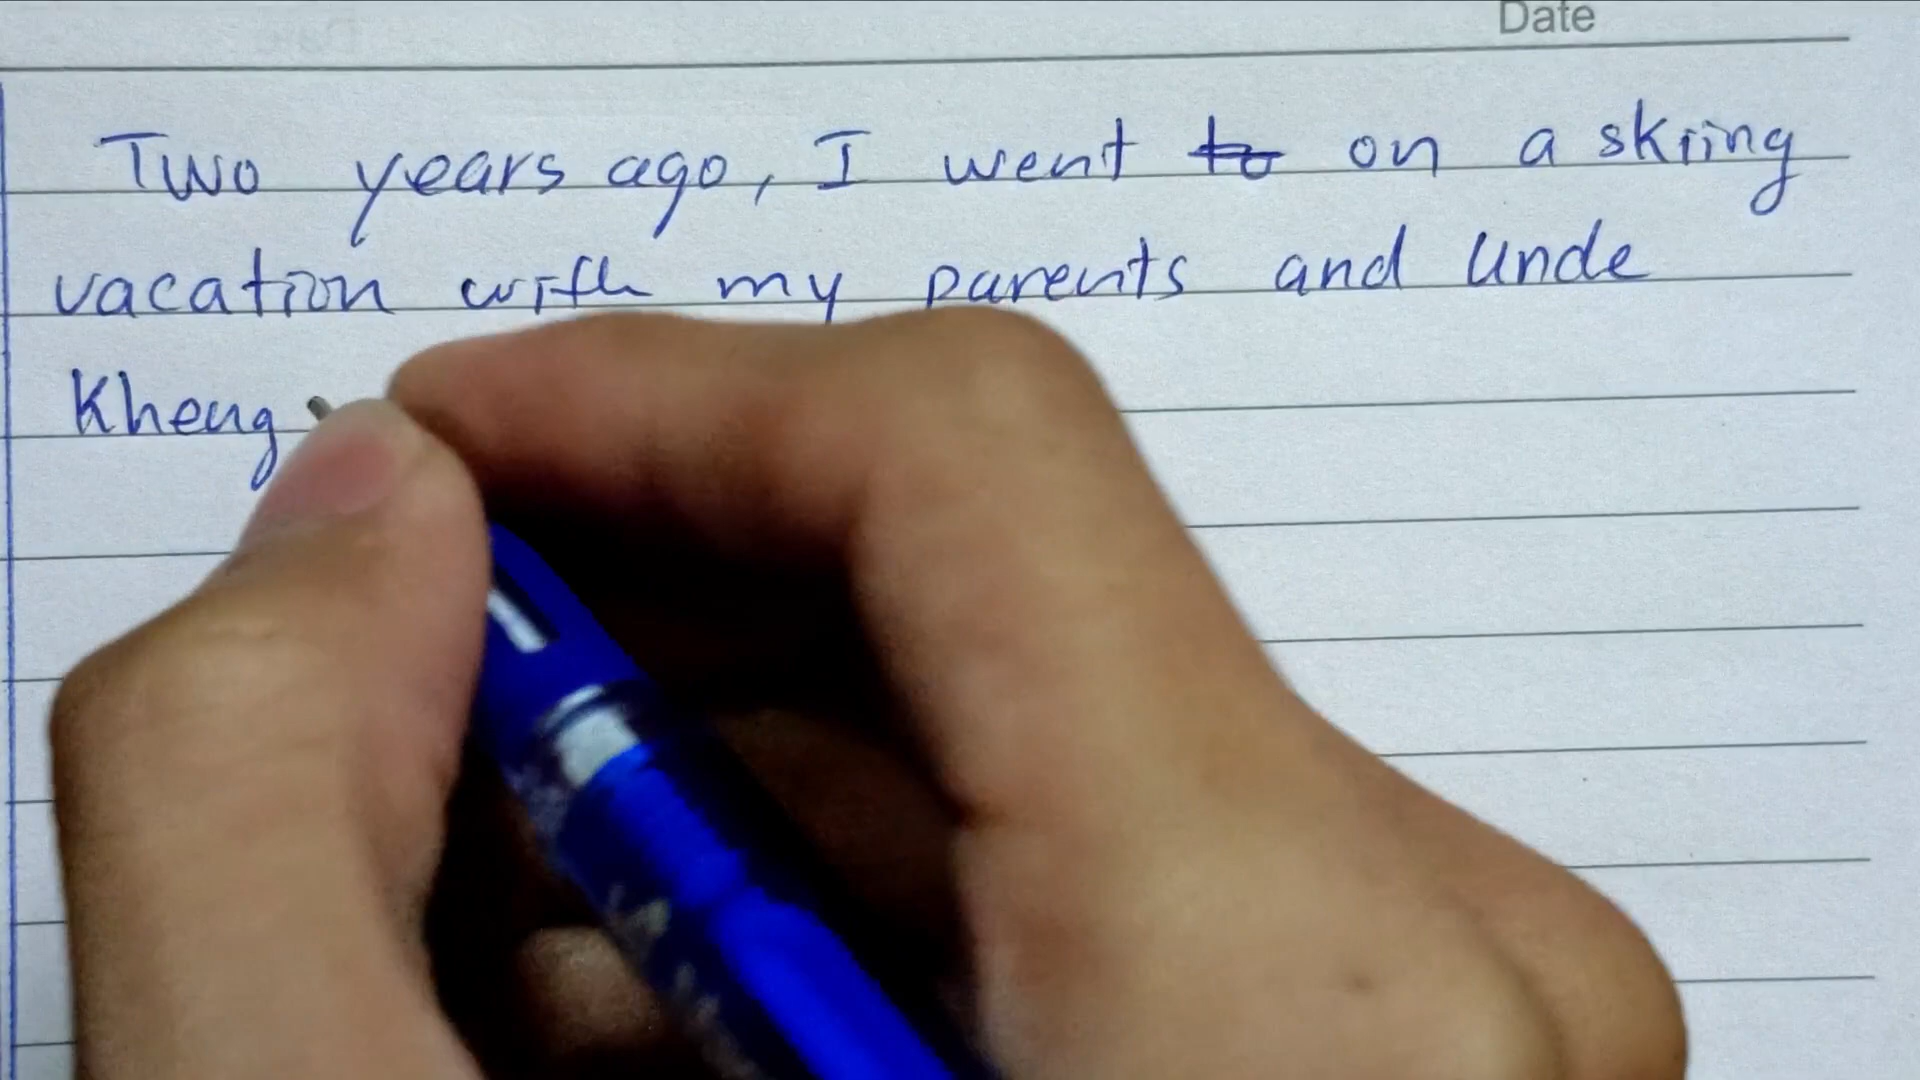 Date
Two years ago, I went to on a skiing
vacation with my parents and Uncle
Kheng